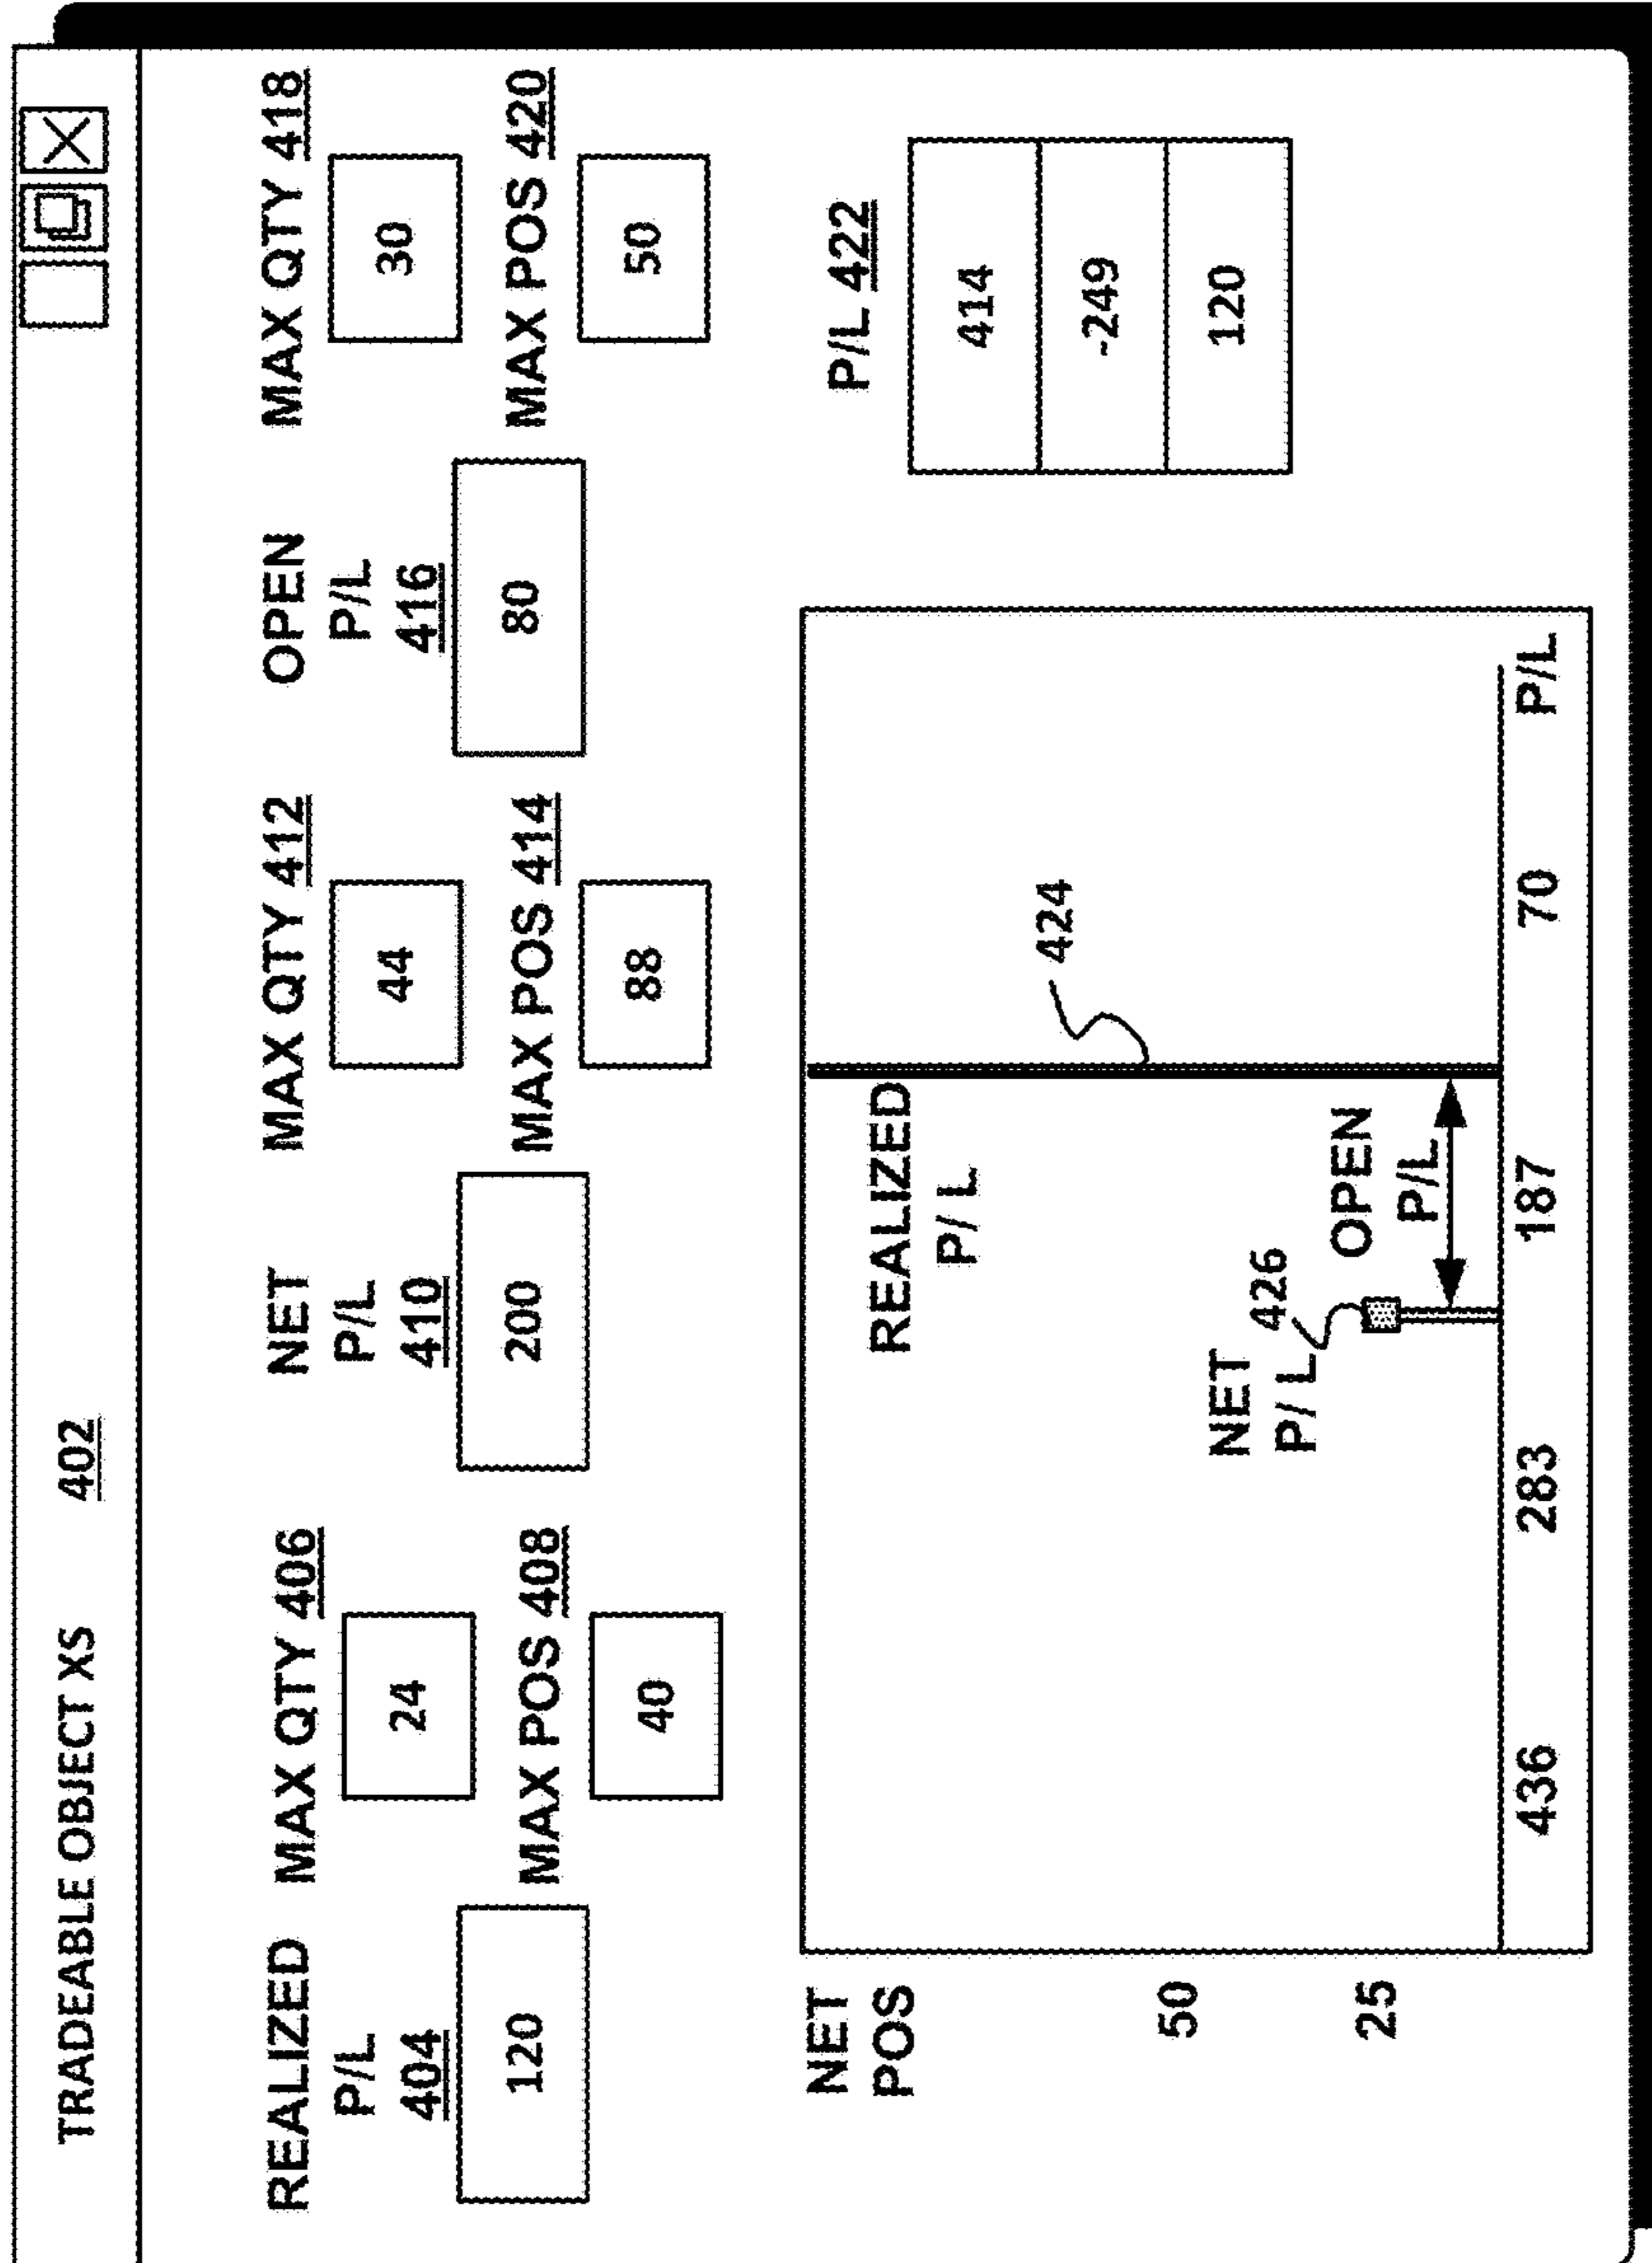 TRADEABLE OBJECT XS 402
REALIZED
P/L
404
120
MAX QTY 406
24
MAX POS 408
40
NET
P/L
410
200
MAX QTY 412
44
MAX POS 414
88
OPEN
P/L
416
80
MAX QTY 418
30
MAX POS 420
50
NET
POS
50
25
REALIZED
P/ L
424
NET
P/ L
426
OPEN
P/L
436 283 187 70 P/L
P/L 422
414
-249
120